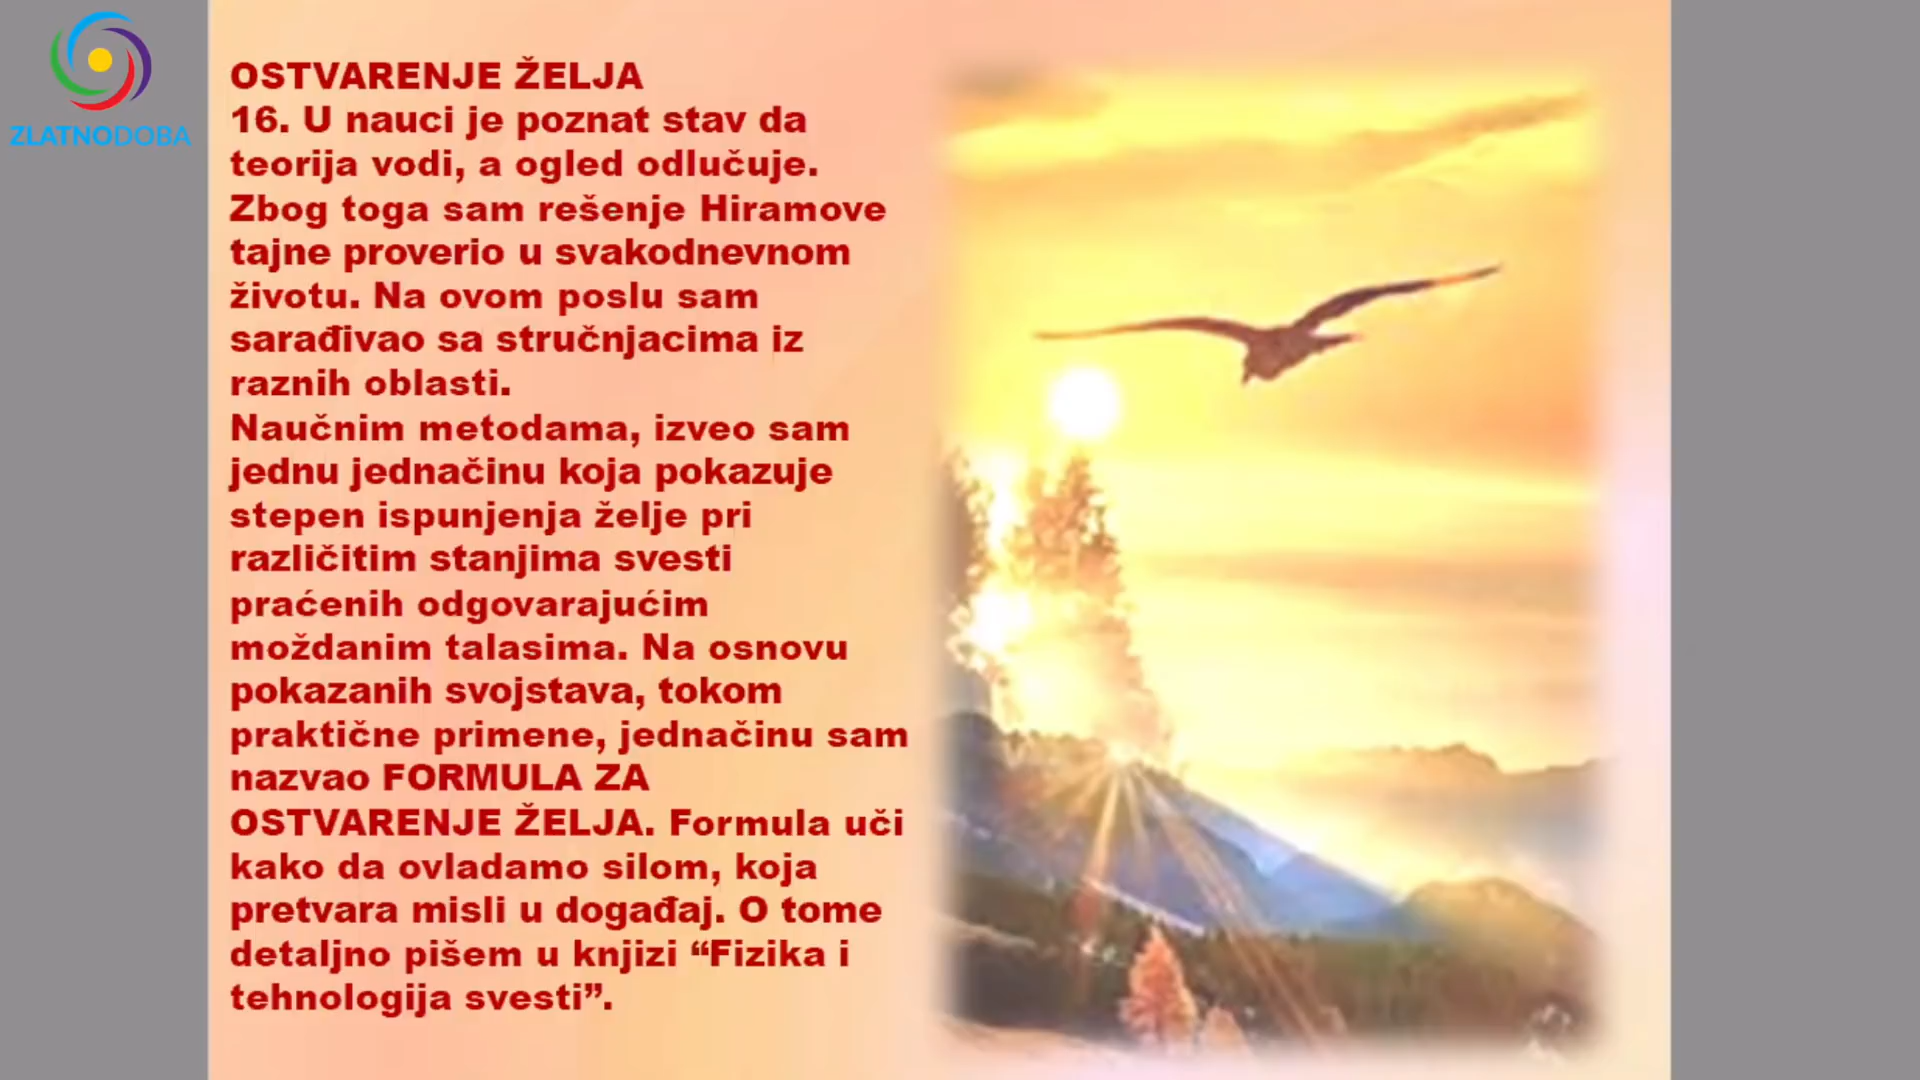 ZLATNODOBA
OSTVARENJE ŽELJA
16. U nauci je poznat stav da
teorija vodi, a ogled odlučuje.
Zbog toga sam rešenje Hiramove
tajne proverio u svakodnevnom
životu. Na ovom poslu sam
sarađivao sa stručnjacima iz
raznih oblasti.
Naučnim metodama, izveo sam
jednu jednačinu koja pokazuje
stepen ispunjenja želje pri
različitim stanjima svesti
praćenih odgovarajućim
moždanim talasima. Na osnovu
pokazanih svojstava, tokom
praktične primene, jednačinu sam
nazvao FORMULA ZA
OSTVARENJE ŽELJA. Formula uči
kako da ovladamo silom, koja
pretvara misli u događaj. O tome
detaljno pišem u knjizi “Fizika i
tehnologija svesti”.